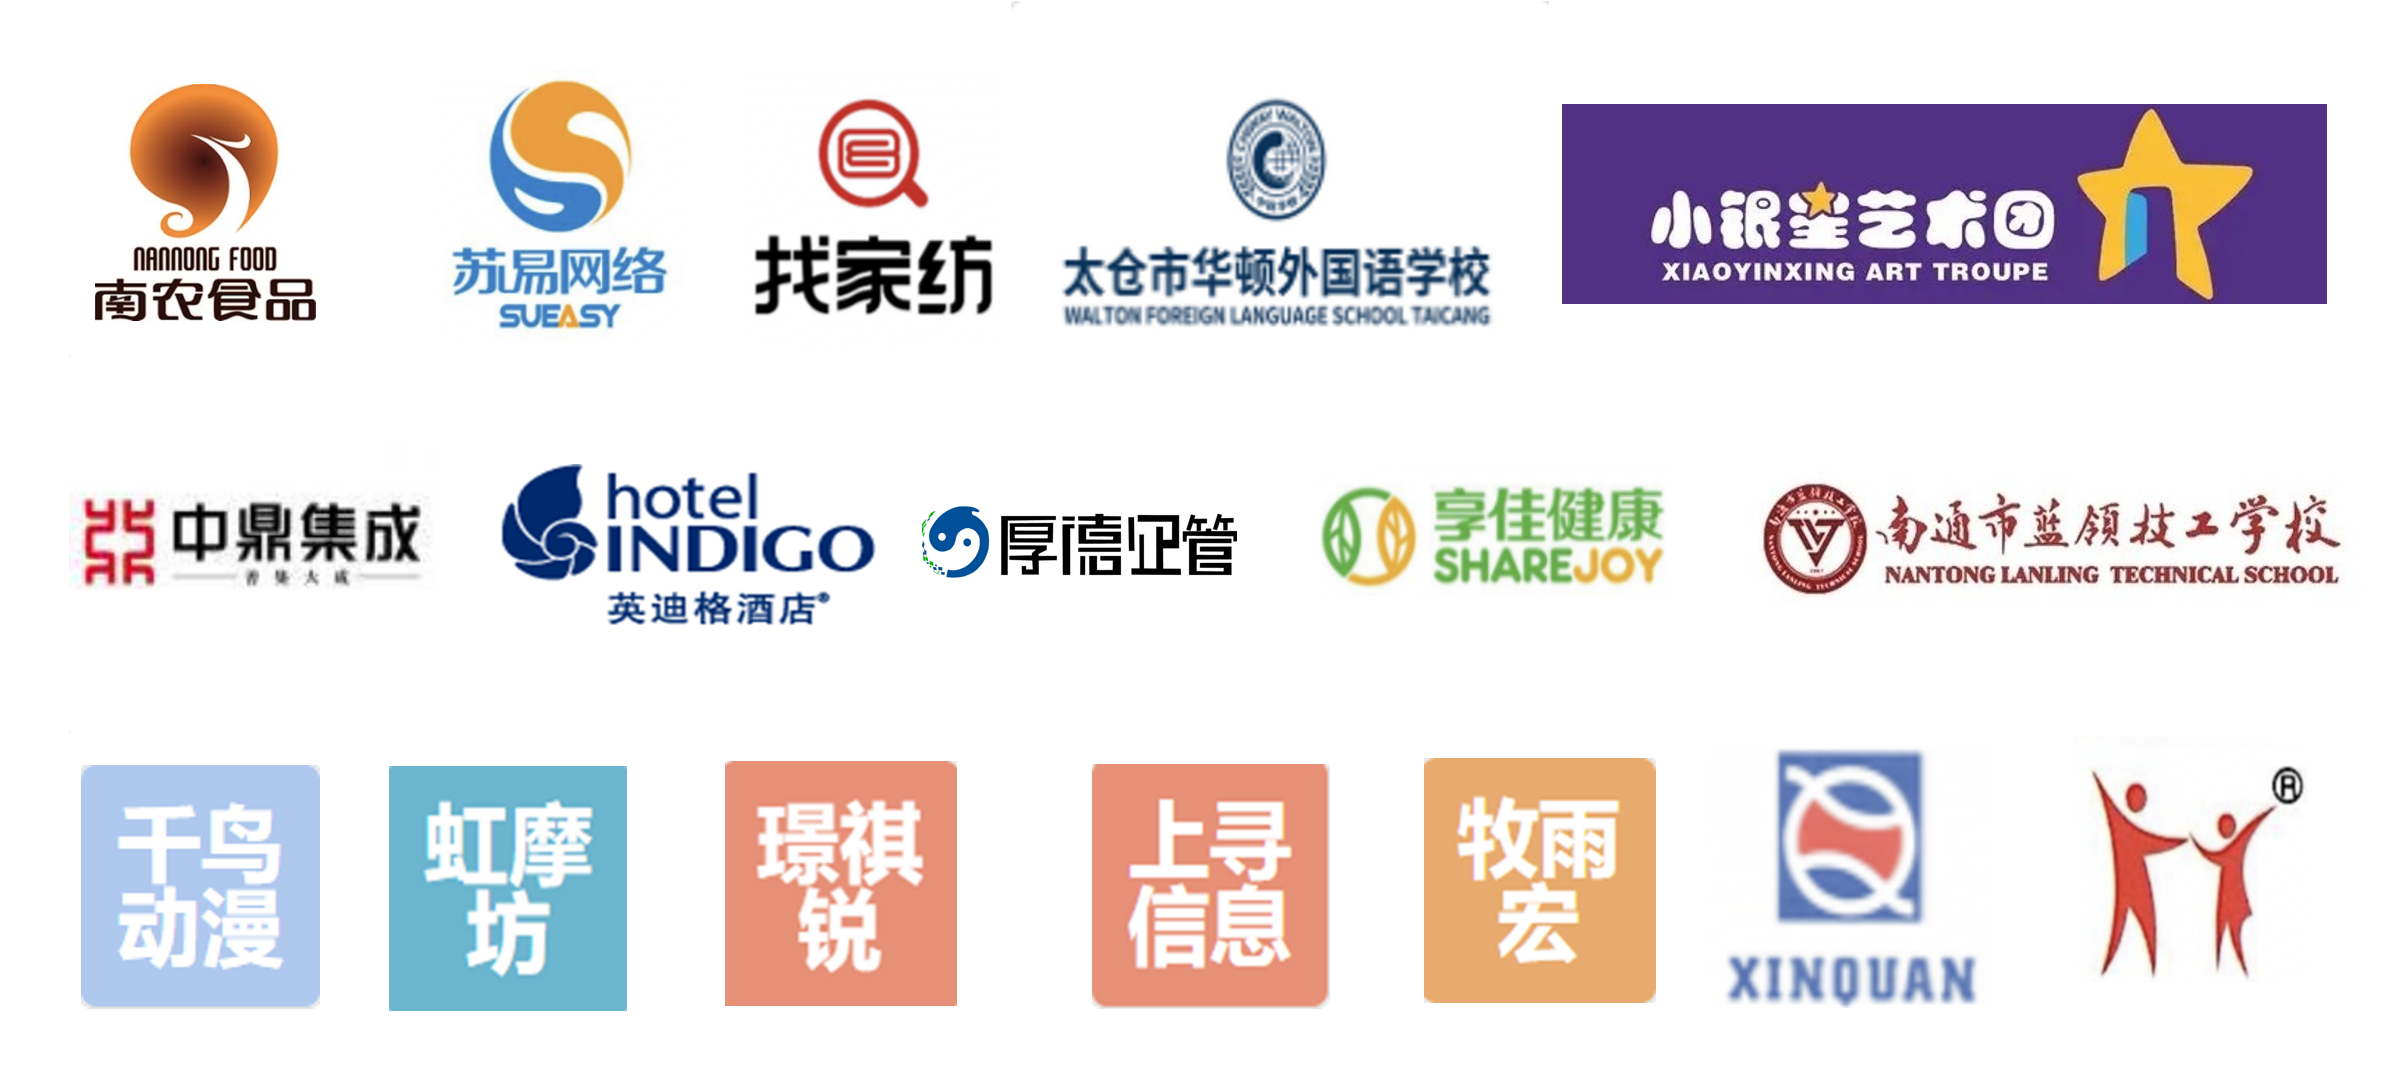 NANNONG FOOD
南农食品
苏易网络
SUEASY
找家纺
太仓市华顿外国语学校
WALTON FOREIGN LANGUAGE SCHOOL TAICANG
小银星艺术团
XIAOYINXING ART TROUPE
中鼎集成
hotel
INDIGO
英迪格酒店®
厚德企管
享佳健康
SHAREJOY
南通市蓝领技工学校
NANTONG LANLING TECHNICAL SCHOOL
千鸟
动漫
虹摩
坊
璟祺
锐
上寻
信息
牧雨
宏
XINQUAN
®